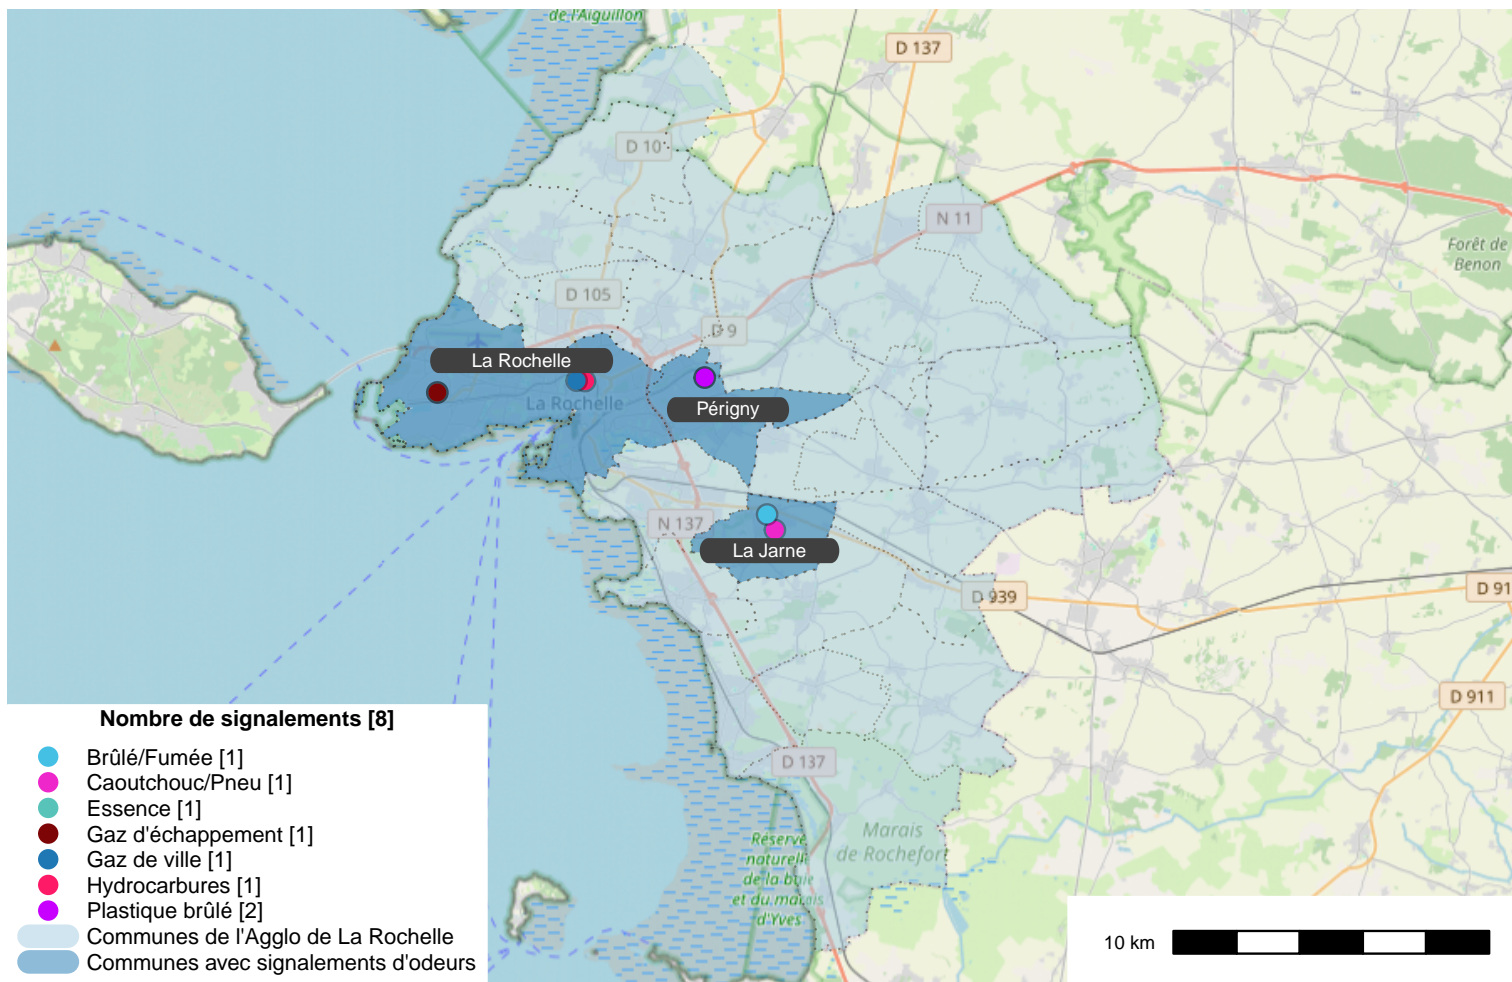 de l'Aiguillon
D 137
D 10
N 11
Forêt de
Benon
D 105
D 9
La Rochelle
La Rochelle
Périgny
N 137
La Jarne
D 939
D 91
D 911
D 137
Marais
de Rochefort
Réserve
naturell
de la baie
et du marais
d'Yves
Nombre de signalements [8]
Brûlé/Fumée [1]
Caoutchouc/Pneu [1]
Essence [1]
Gaz d'échappement [1]
Gaz de ville [1]
Hydrocarbures [1]
Plastique brûlé [2]
Communes de l'Agglo de La Rochelle
Communes avec signalements d'odeurs
10 km